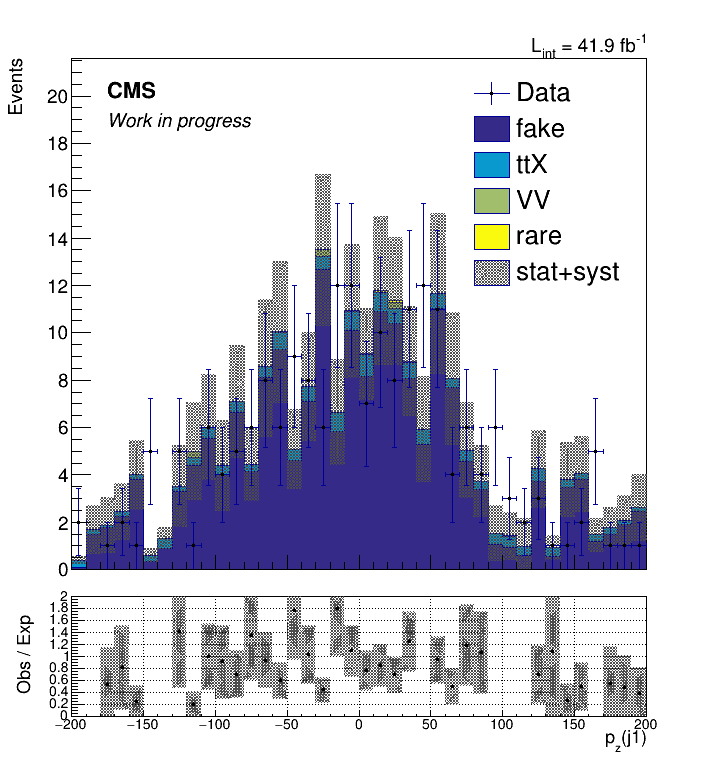 L_int = 41.9 fb^-1
Events
CMS
Work in progress
Data
fake
ttX
VV
rare
stat+syst
20
18
16
14
12
10
8
6
4
2
0
Obs / Exp
2
1.8
1.6
1.4
1.2
1
0.8
0.6
0.4
0.2
0
−200 −150 −100 −50 0 50 100 150 200
p_z(j1)